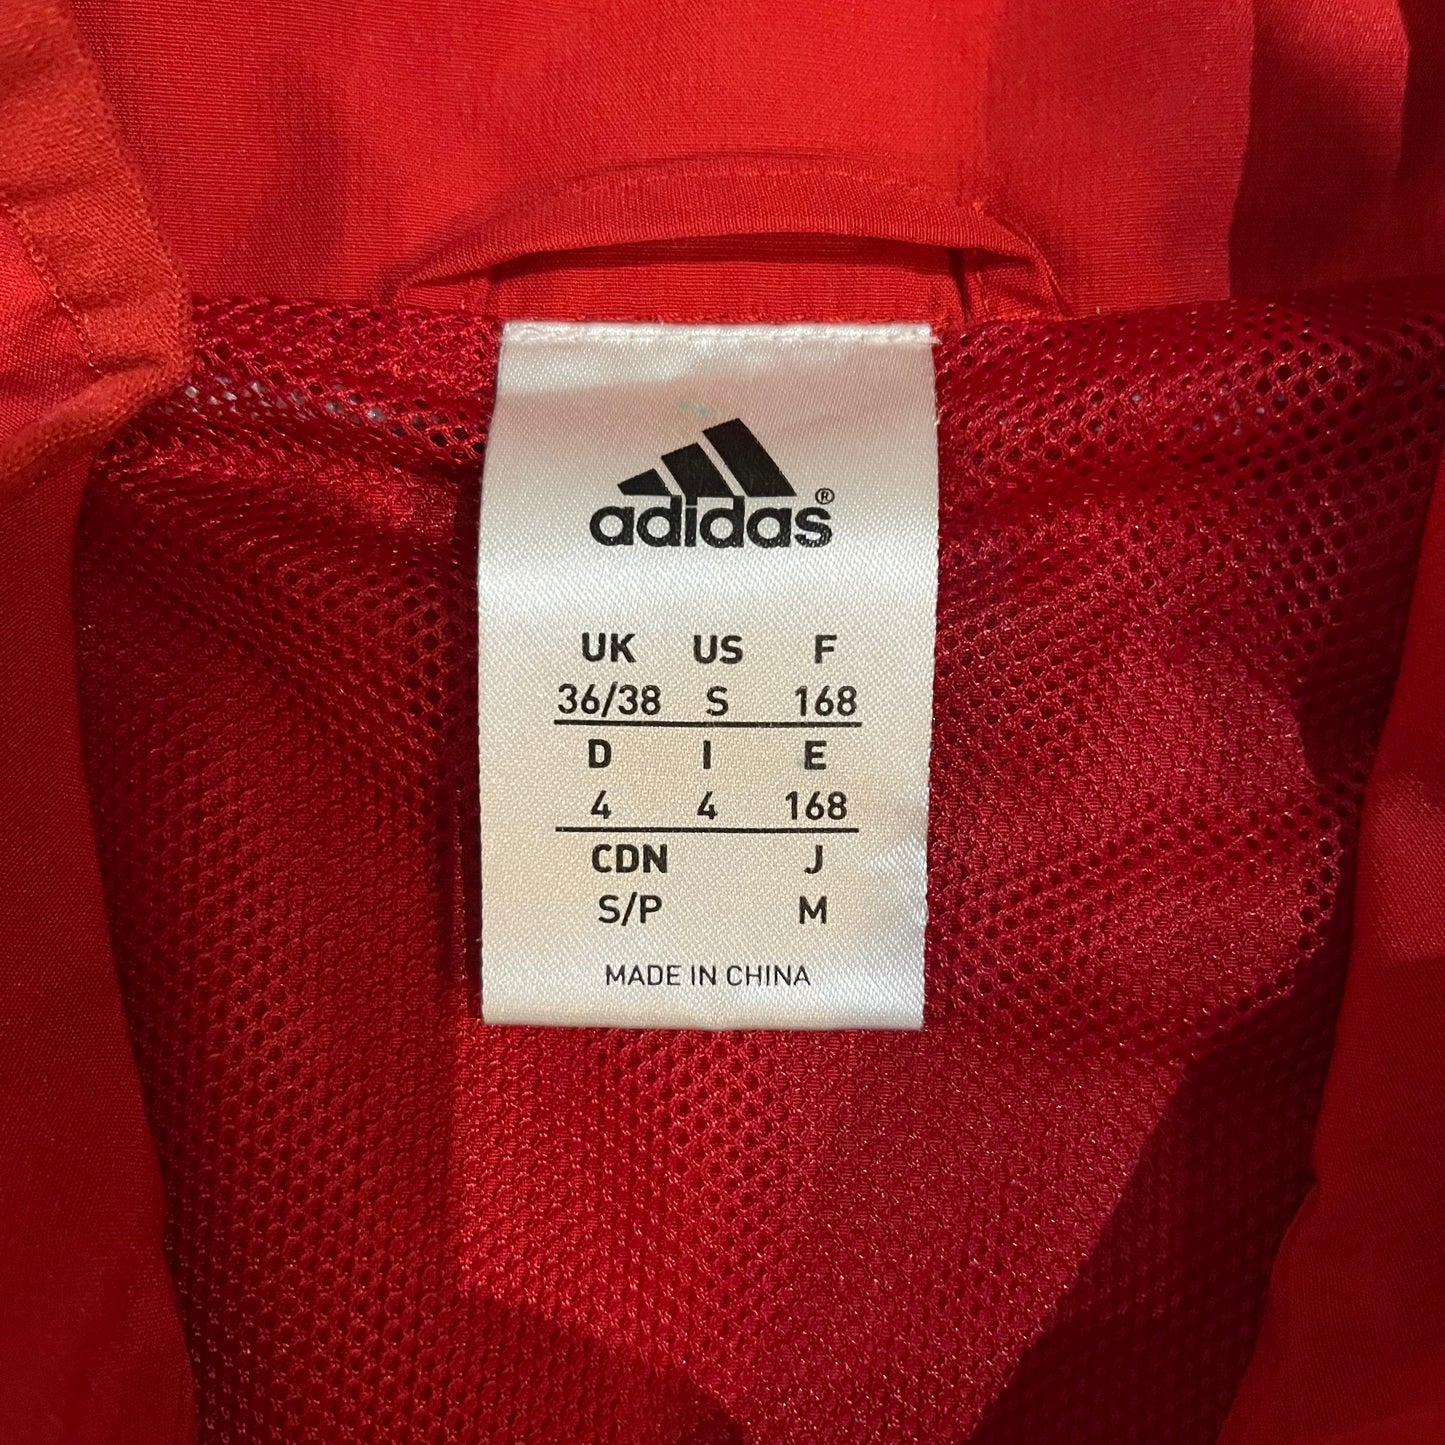 adidas®
UK US F
36/38 S 168
D I E
4 4 168
CDN J
S/P M
MADE IN CHINA